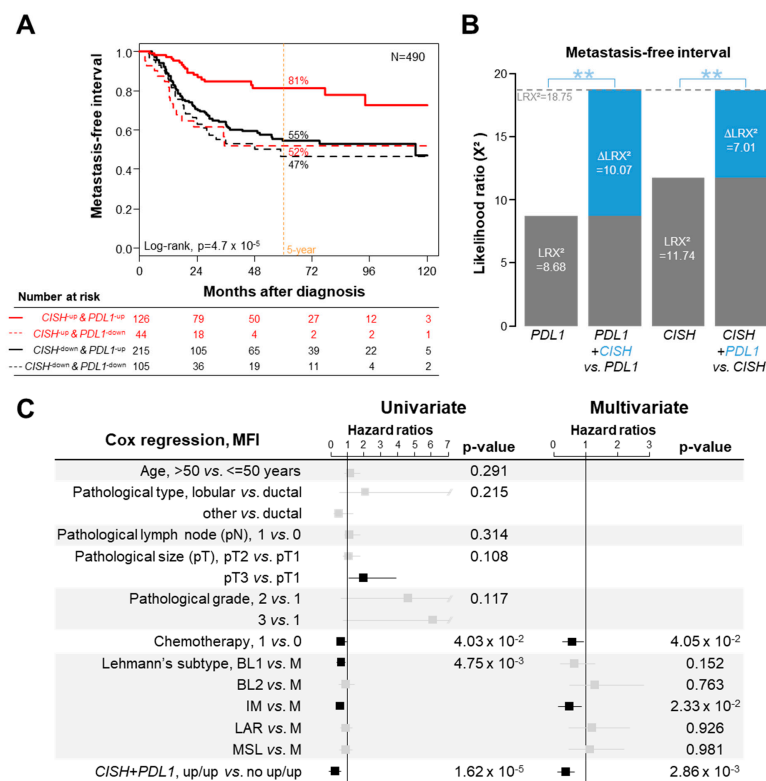 A
Metastasis-free interval
1.0
0.8
0.6
0.4
0.2
0.0
N=490
81%
55%
52%
47%
Log-rank, p=4.7 x 10-5
5-year
0 24 48 72 96 120
Number at risk
Months after diagnosis
CISH-up & PDL1-up 126 79 50 27 12 3
CISH-up & PDL1-down 44 18 4 2 2 1
CISH-down & PDL1-up 215 105 65 39 22 5
CISH-down & PDL1-down 105 36 19 11 4 2
B
Metastasis-free interval
Likelihood ratio (X²)
20
15
10
5
0
** **
LRX²=18.75
LRX²
=8.68
ΔLRX²
=10.07
LRX²
=11.74
ΔLRX²
=7.01
PDL1
PDL1
+CISH
vs. PDL1
CISH
CISH
+PDL1
vs. CISH
C
Univariate Multivariate
Cox regression, MFI
Hazard ratios p-value Hazard ratios p-value
0 1 2 3 4 5 6 7 0 1 2 3
Age, >50 vs. <=50 years 0.291
Pathological type, lobular vs. ductal 0.215
other vs. ductal
Pathological lymph node (pN), 1 vs. 0 0.314
Pathological size (pT), pT2 vs. pT1 0.108
pT3 vs. pT1
Pathological grade, 2 vs. 1 0.117
3 vs. 1
Chemotherapy, 1 vs. 0 4.03 x 10-2 4.05 x 10-2
Lehmann's subtype, BL1 vs. M 4.75 x 10-3 0.152
BL2 vs. M 0.763
IM vs. M 2.33 x 10-2
LAR vs. M 0.926
MSL vs. M 0.981
CISH+PDL1, up/up vs. no up/up 1.62 x 10-5 2.86 x 10-3